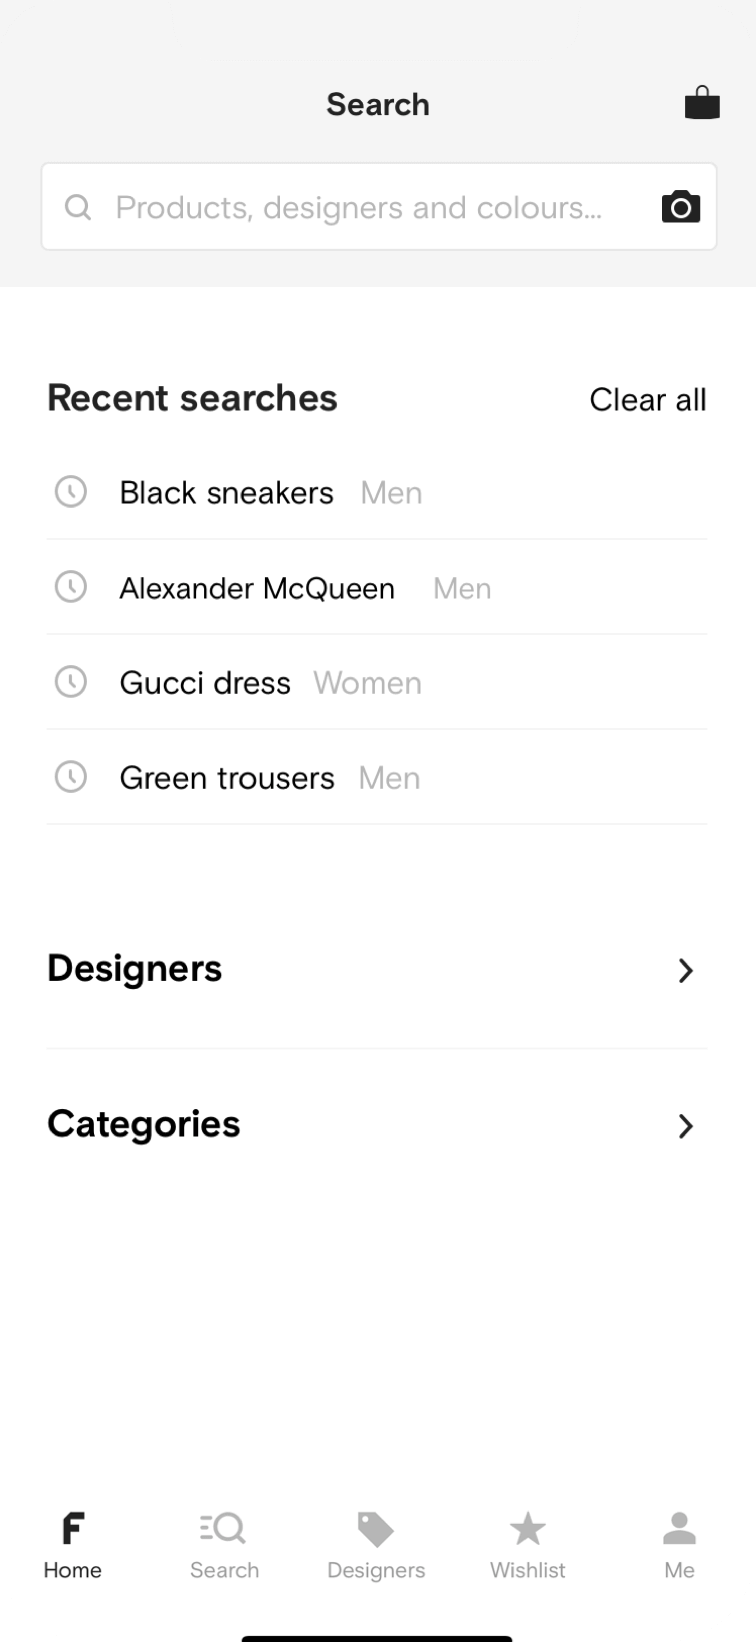 Search
Products, designers and colours...
Recent searches Clear all
Black sneakers Men
Alexander McQueen Men
Gucci dress Women
Green trousers Men
Designers
Categories
Home Search Designers Wishlist Me